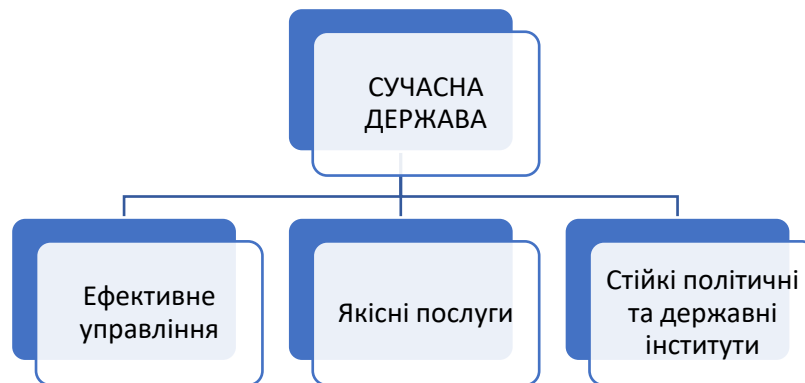 СУЧАСНА
ДЕРЖАВА
Ефективне
управління
Якісні послуги
Стійкі політичні
та державні
інститути